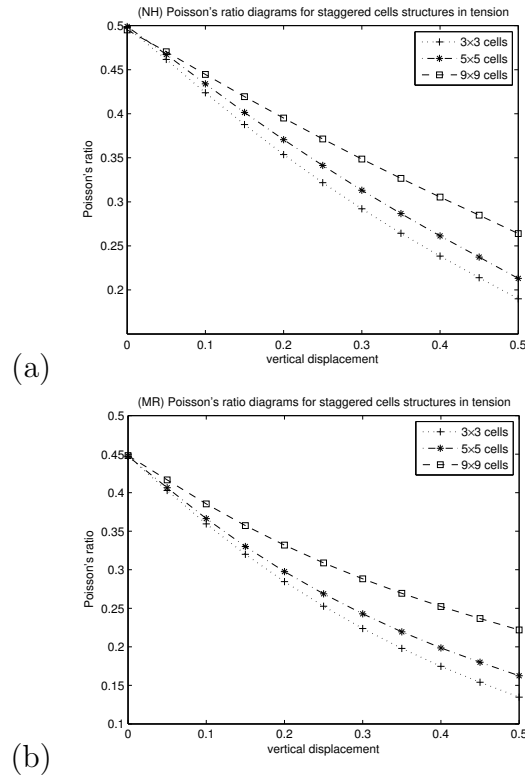 (NH) Poisson's ratio diagrams for staggered cells structures in tension
0.5
0.45
0.4
0.35
0.3
0.25
0.2
Poisson's ratio
3×3 cells
5×5 cells
9×9 cells
0 0.1 0.2 0.3 0.4 0.5
vertical displacement
(a)
(MR) Poisson's ratio diagrams for staggered cells structures in tension
0.5
0.45
0.4
0.35
0.3
0.25
0.2
0.15
0.1
Poisson's ratio
3×3 cells
5×5 cells
9×9 cells
0 0.1 0.2 0.3 0.4 0.5
vertical displacement
(b)